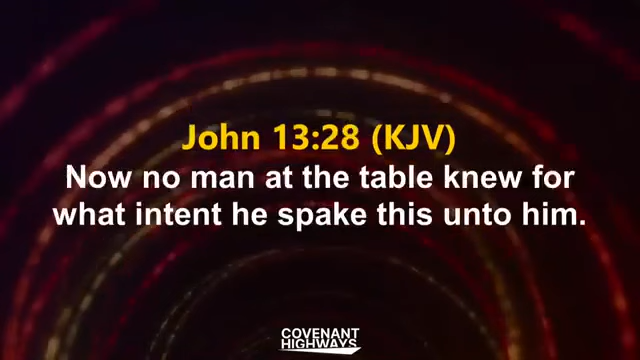 John 13:28 (KJV)
Now no man at the table knew for
what intent he spake this unto him.
COVENANT
HIGHWAYS